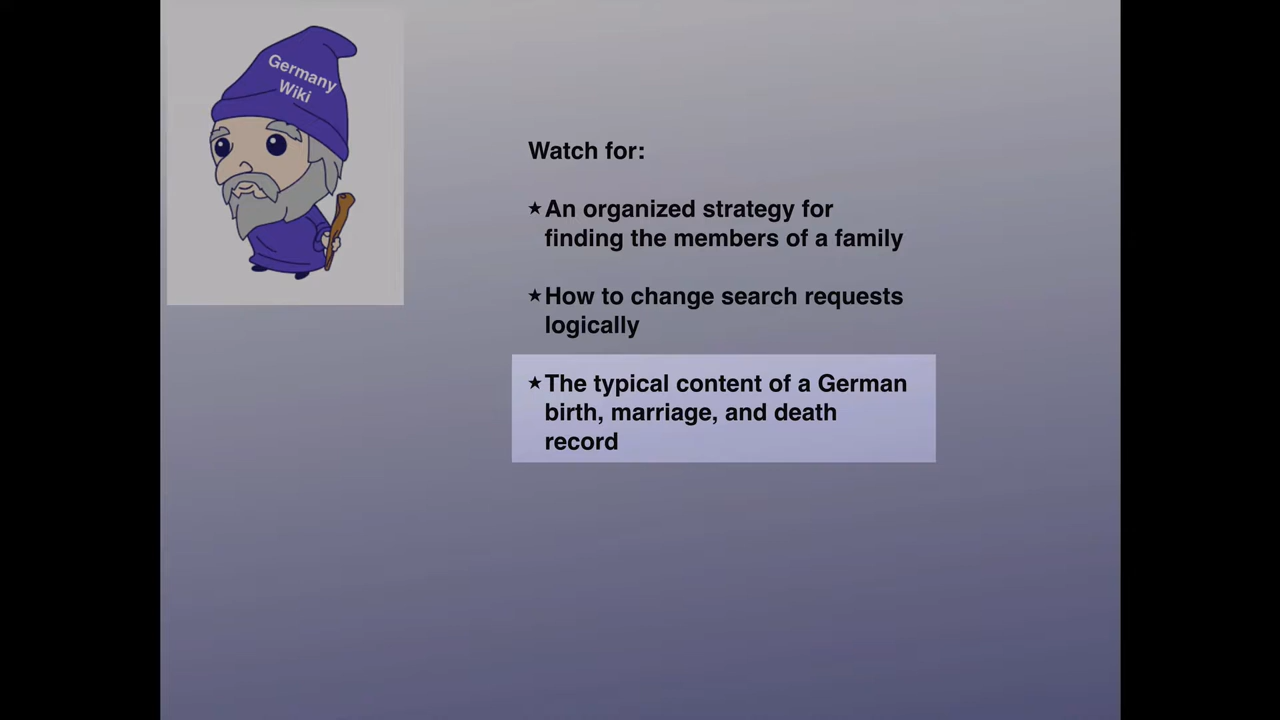 Germany
Wiki
Watch for:
★An organized strategy for
finding the members of a family
★How to change search requests
logically
★The typical content of a German
birth, marriage, and death
record